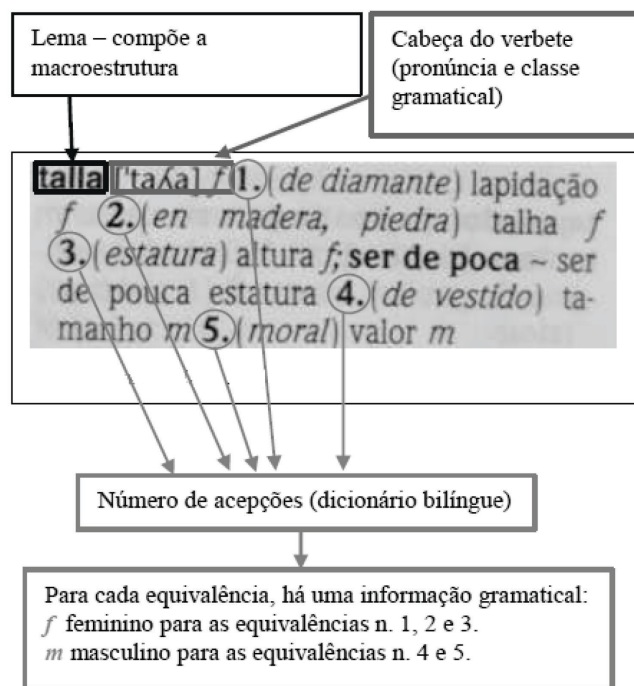 Lema – compõe a
macroestrutura
Cabeça do verbete
(pronúncia e classe
gramatical)
talla ['taʎa] f 1.(de diamante) lapidação
f 2.(en madera, piedra) talha f
3.(estatura) altura f; ser de poca ~ ser
de pouca estatura 4.(de vestido) ta-
manho m 5.(moral) valor m
Número de acepções (dicionário bilíngue)
Para cada equivalência, há uma informação gramatical:
f feminino para as equivalências n. 1, 2 e 3.
m masculino para as equivalências n. 4 e 5.